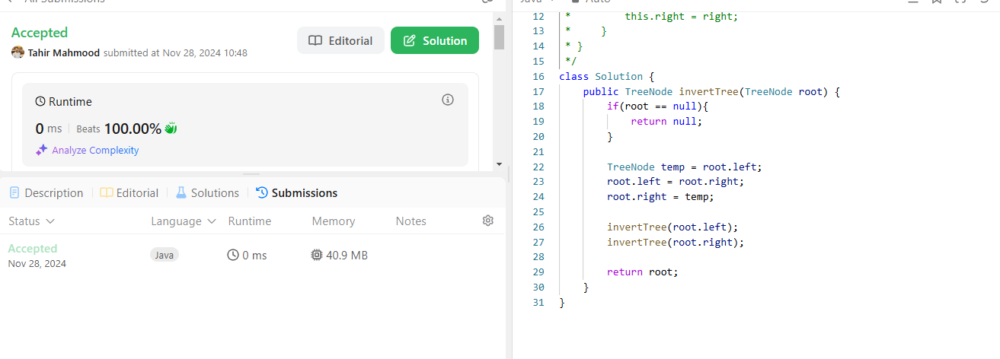 All Submissions
Accepted
Tahir Mahmood submitted at Nov 28, 2024 10:48
Editorial
Solution
Runtime
0 ms Beats 100.00%
Analyze Complexity
Description Editorial Solutions Submissions
Status Language Runtime Memory Notes
Accepted
Nov 28, 2024
Java 0 ms 40.9 MB
Java Auto
12 * this.right = right;
13 * }
14 * }
15 */
16 class Solution {
17 public TreeNode invertTree(TreeNode root) {
18 if(root == null){
19 return null;
20 }
21
22 TreeNode temp = root.left;
23 root.left = root.right;
24 root.right = temp;
25
26 invertTree(root.left);
27 invertTree(root.right);
28
29 return root;
30 }
31 }